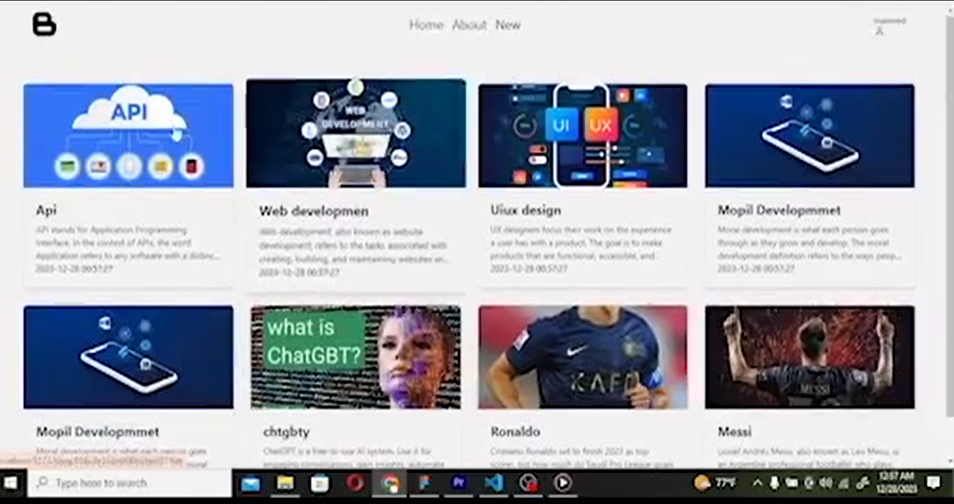 B
Home About New
API
WEB
DEVELOPMENT
UI UX
Api
API stands for Application Programming
Interface. In the context of APIs, the word
Application refers to any software with a distinc...
2023-12-28 00:57:27
Web developmen
Web development, also known as website
development, refers to the tasks associated with
creating, building, and maintaining websites an...
2023-12-28 00:57:27
Uiux design
UX designers focus their work on the experience
a user has with a product. The goal is to make
products that are functional, accessible, and
2023-12-28 00:57:27
Mopil Developmmet
Moral development is what each person goes
through as they grow and develop. The moral
development definition refers to the ways peop...
2023-12-28 00:57:27
what is
ChatGBT?
KAFD
MESSI
Mopil Developmmet
Moral development is what each person goes
moral
chtgbty
ChatGPT is a free-to-use AI system. Use it for
engaging conversations, gain insights, automate
Ronaldo
Cristiano Ronaldo set to finish 2023 as top
scorer, but how much do Saudi Pro League goals
Messi
Lionel Andrés Messi, also known as Leo Messi, is
an Argentine professional footballer who plays
Type here to search
Pr
77°F
12:57 AM
12/28/2023